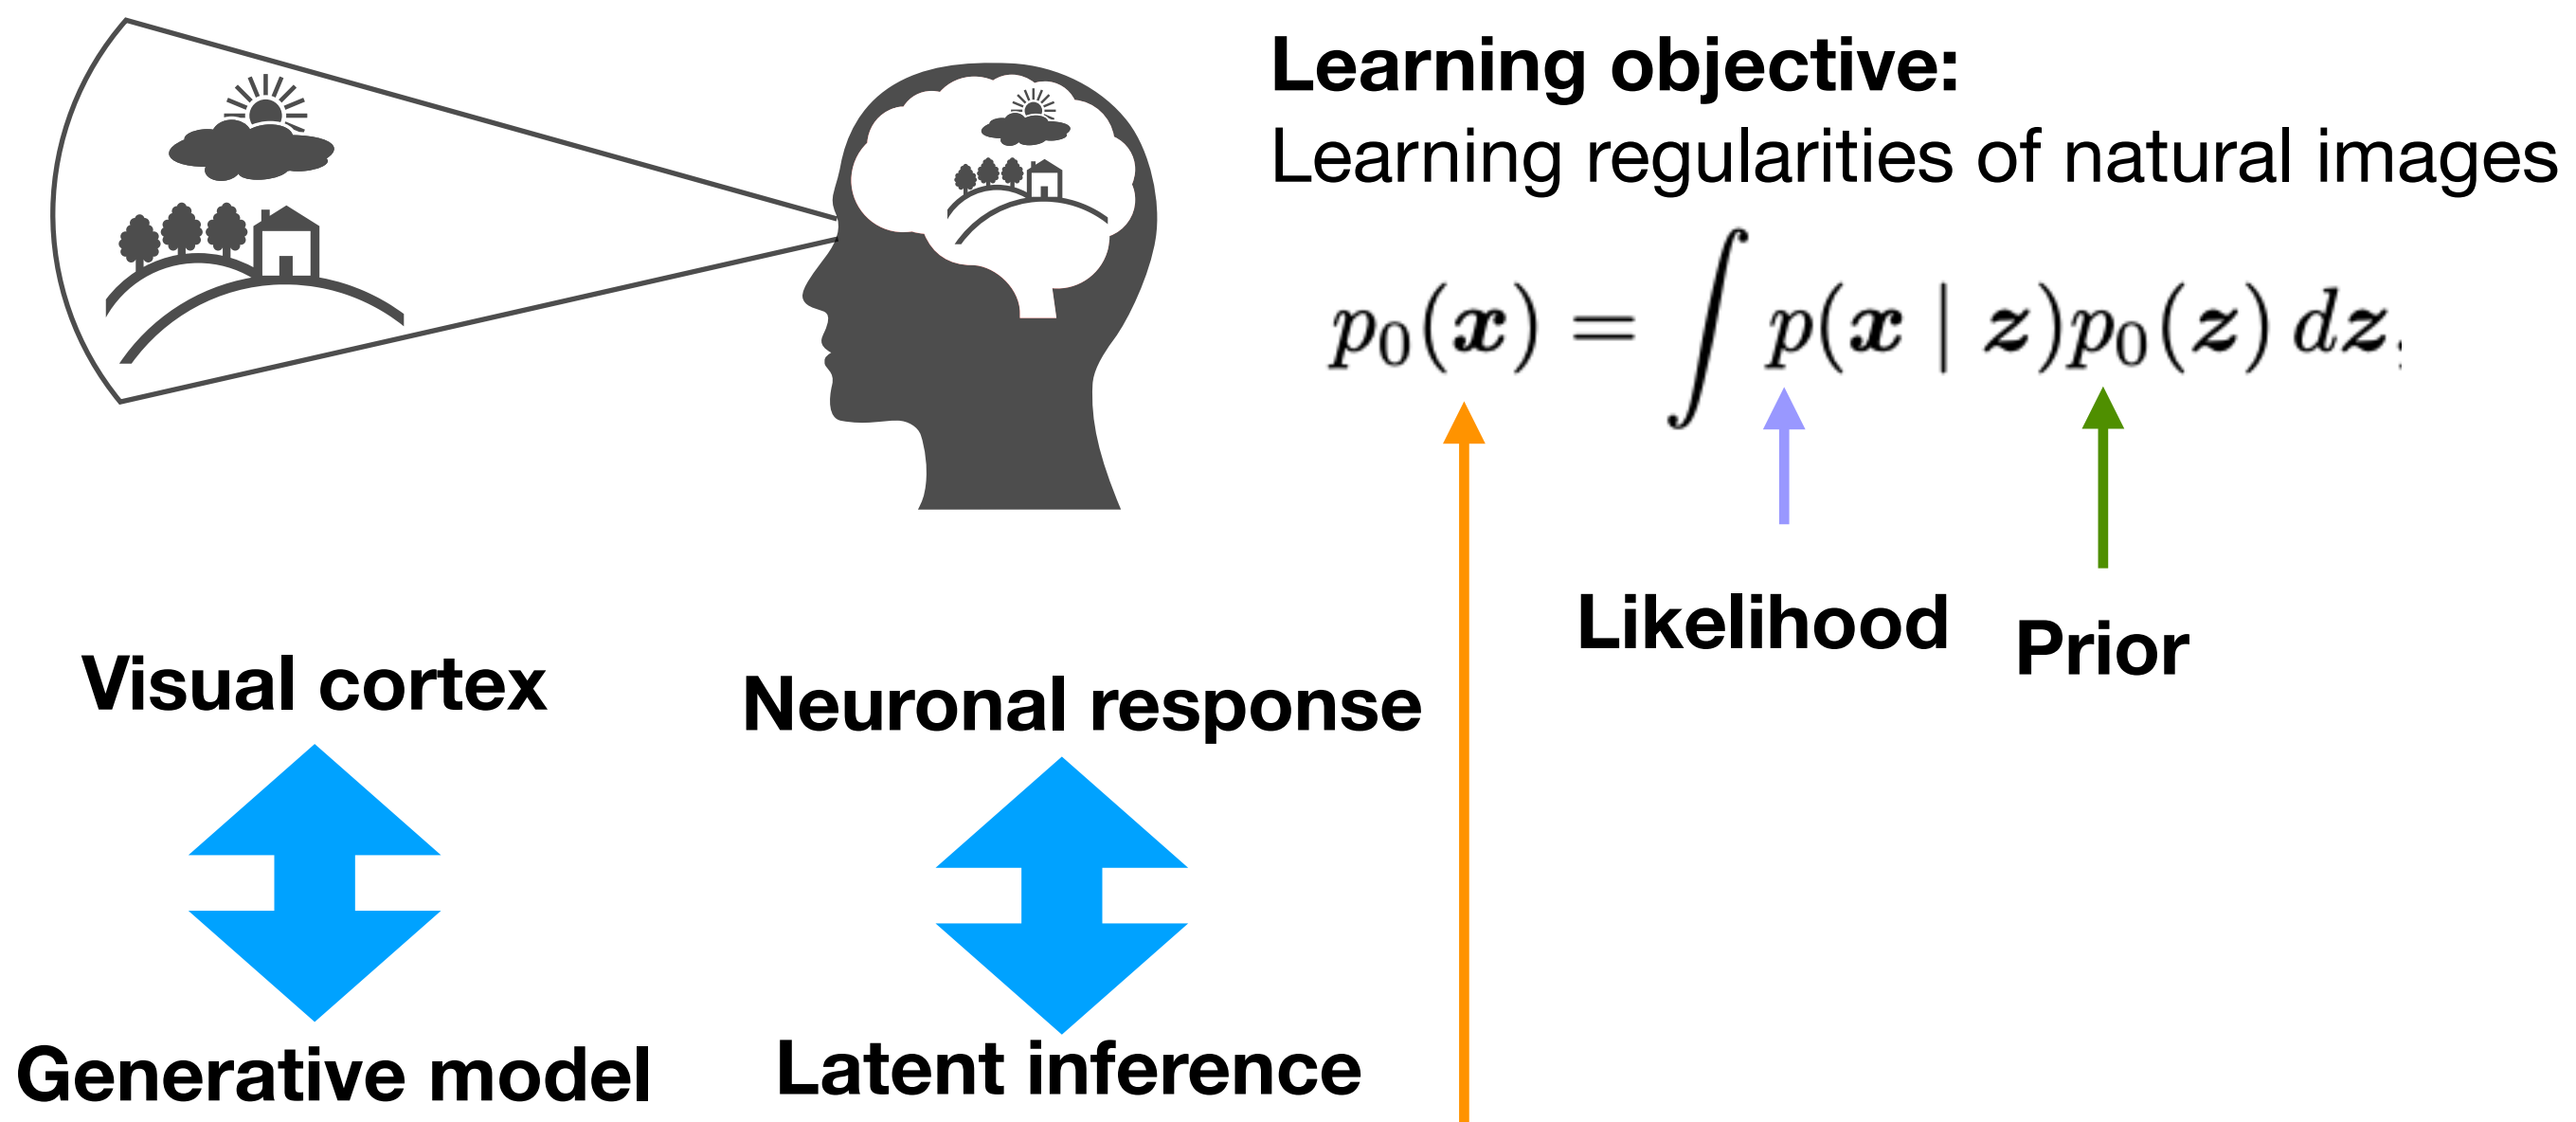 Learning objective:
Learning regularities of natural images
p₀(x) = ∫ p(x | z)p₀(z) dz
Likelihood
Prior
Visual cortex
Neuronal response
Generative model
Latent inference